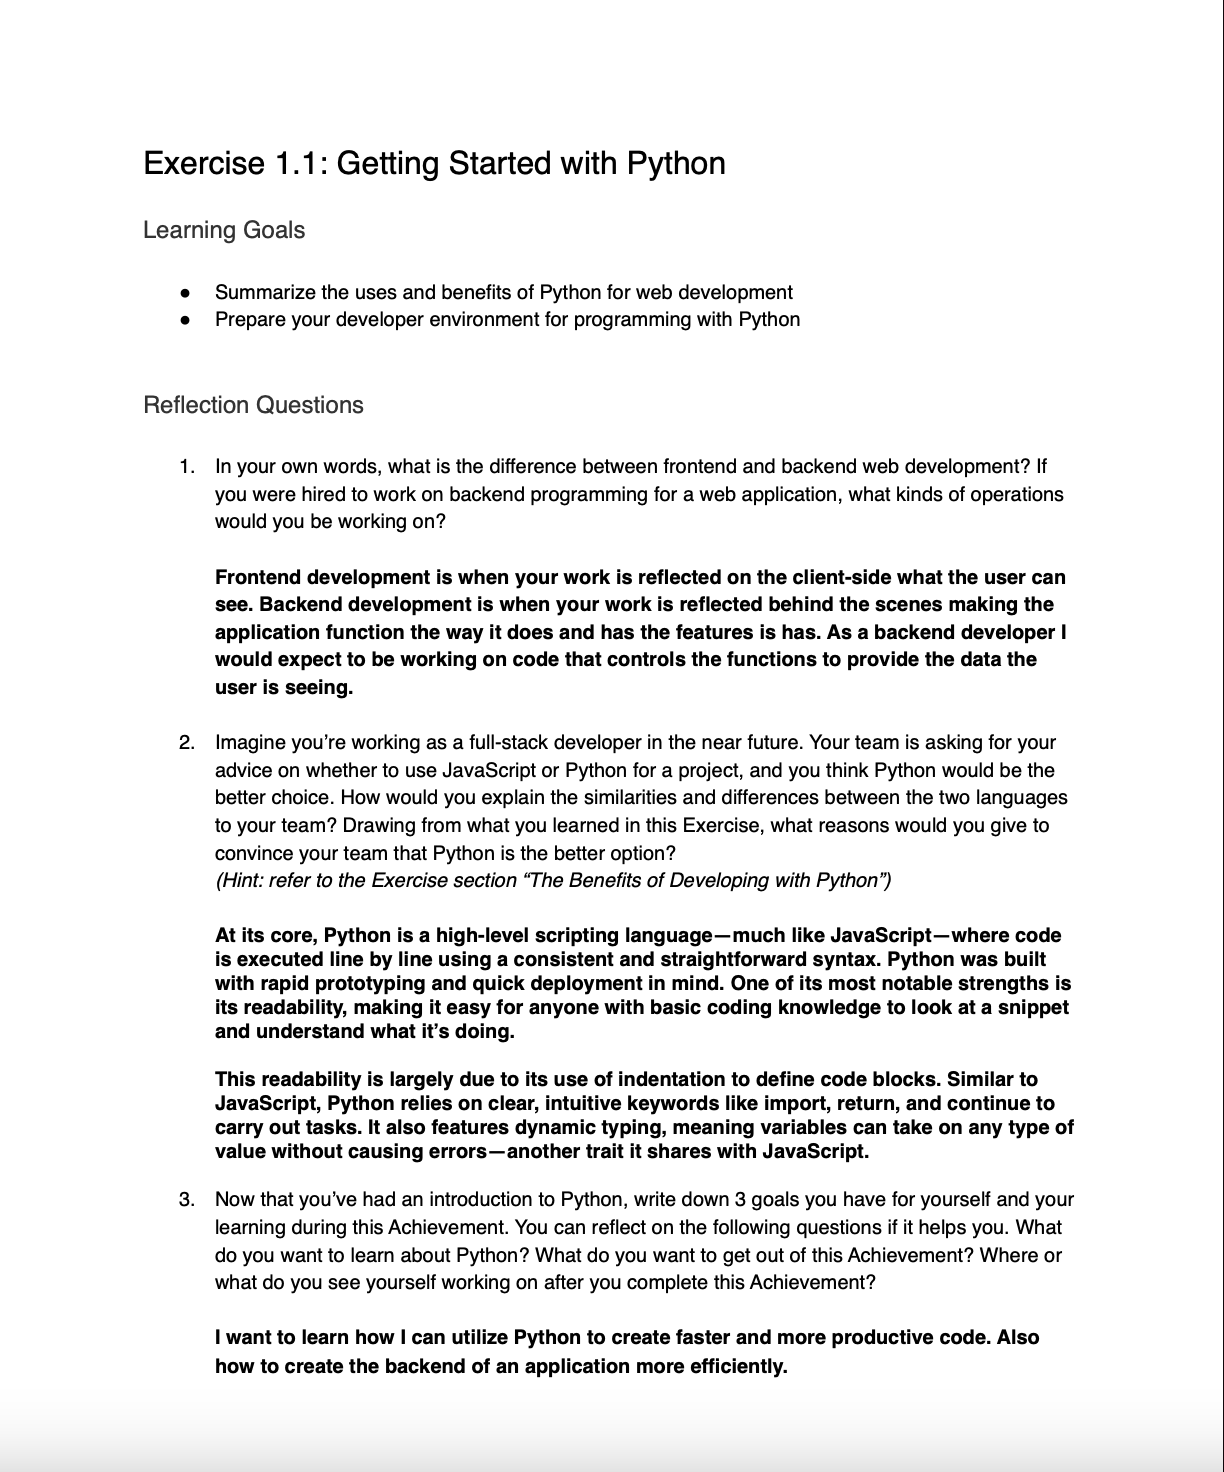 Exercise 1.1: Getting Started with Python
Learning Goals
● Summarize the uses and benefits of Python for web development
● Prepare your developer environment for programming with Python
Reflection Questions
1. In your own words, what is the difference between frontend and backend web development? If
you were hired to work on backend programming for a web application, what kinds of operations
would you be working on?
Frontend development is when your work is reflected on the client-side what the user can
see. Backend development is when your work is reflected behind the scenes making the
application function the way it does and has the features is has. As a backend developer I
would expect to be working on code that controls the functions to provide the data the
user is seeing.
2. Imagine you’re working as a full-stack developer in the near future. Your team is asking for your
advice on whether to use JavaScript or Python for a project, and you think Python would be the
better choice. How would you explain the similarities and differences between the two languages
to your team? Drawing from what you learned in this Exercise, what reasons would you give to
convince your team that Python is the better option?
(Hint: refer to the Exercise section “The Benefits of Developing with Python”)
At its core, Python is a high-level scripting language—much like JavaScript—where code
is executed line by line using a consistent and straightforward syntax. Python was built
with rapid prototyping and quick deployment in mind. One of its most notable strengths is
its readability, making it easy for anyone with basic coding knowledge to look at a snippet
and understand what it’s doing.
This readability is largely due to its use of indentation to define code blocks. Similar to
JavaScript, Python relies on clear, intuitive keywords like import, return, and continue to
carry out tasks. It also features dynamic typing, meaning variables can take on any type of
value without causing errors—another trait it shares with JavaScript.
3. Now that you’ve had an introduction to Python, write down 3 goals you have for yourself and your
learning during this Achievement. You can reflect on the following questions if it helps you. What
do you want to learn about Python? What do you want to get out of this Achievement? Where or
what do you see yourself working on after you complete this Achievement?
I want to learn how I can utilize Python to create faster and more productive code. Also
how to create the backend of an application more efficiently.